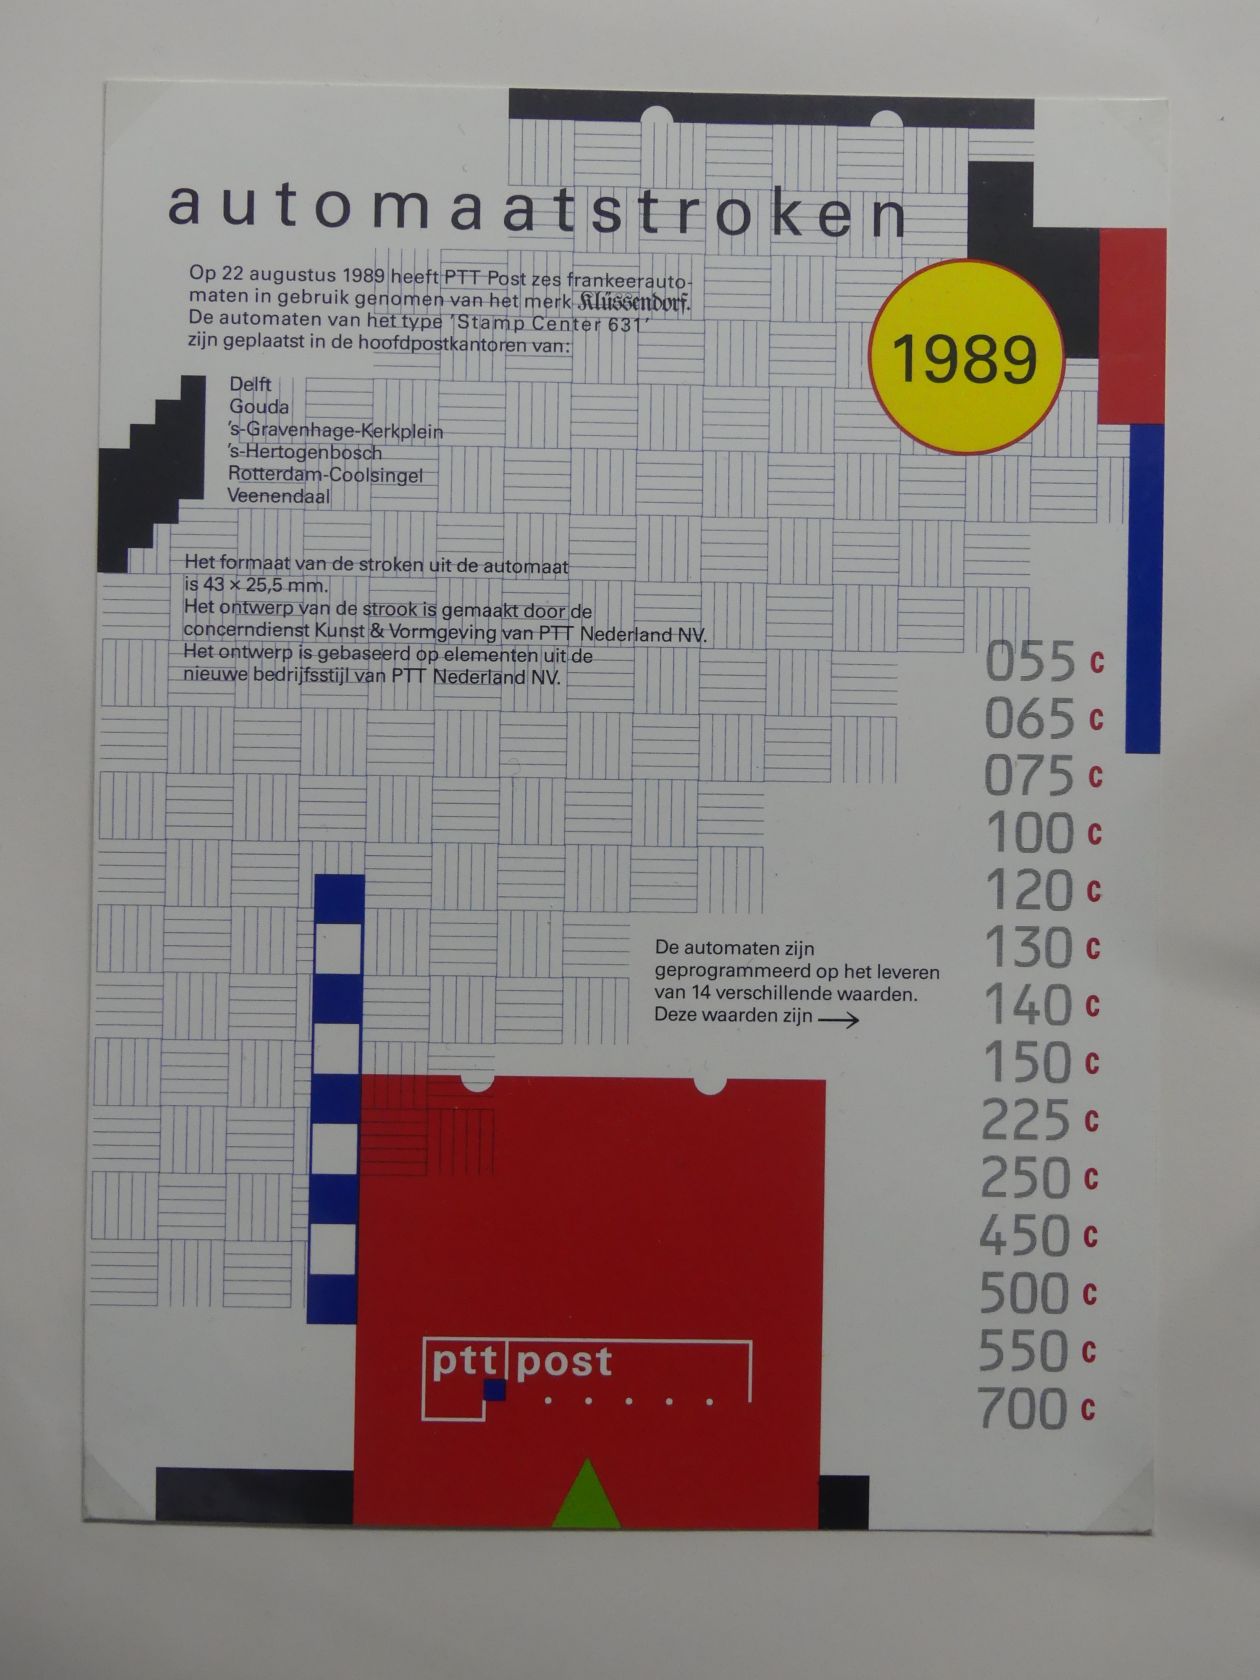 automaatstroken
Op 22 augustus 1989 heeft PTT Post zes frankeerauto-
maten in gebruik genomen van het merk Klüssendorf.
De automaten van het type 'Stamp Center 631'
zijn geplaatst in de hoofdpostkantoren van:
1989
Delft
Gouda
's-Gravenhage-Kerkplein
's-Hertogenbosch
Rotterdam-Coolsingel
Veenendaal
Het formaat van de stroken uit de automaat
is 43 × 25,5 mm.
Het ontwerp van de strook is gemaakt door de
concerndienst Kunst & Vormgeving van PTT Nederland NV.
Het ontwerp is gebaseerd op elementen uit de
nieuwe bedrijfsstijl van PTT Nederland NV.
De automaten zijn
geprogrammeerd op het leveren
van 14 verschillende waarden.
Deze waarden zijn →
055 c
065 c
075 c
100 c
120 c
130 c
140 c
150 c
225 c
250 c
450 c
500 c
550 c
700 c
ptt post